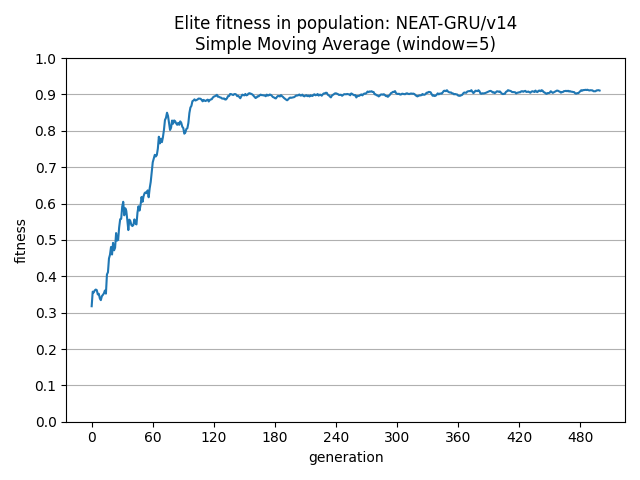 Elite fitness in population: NEAT-GRU/v14
Simple Moving Average (window=5)
1.0
0.9
0.8
0.7
0.6
0.5
0.4
0.3
0.2
0.1
0.0
fitness
0 60 120 180 240 300 360 420 480
generation